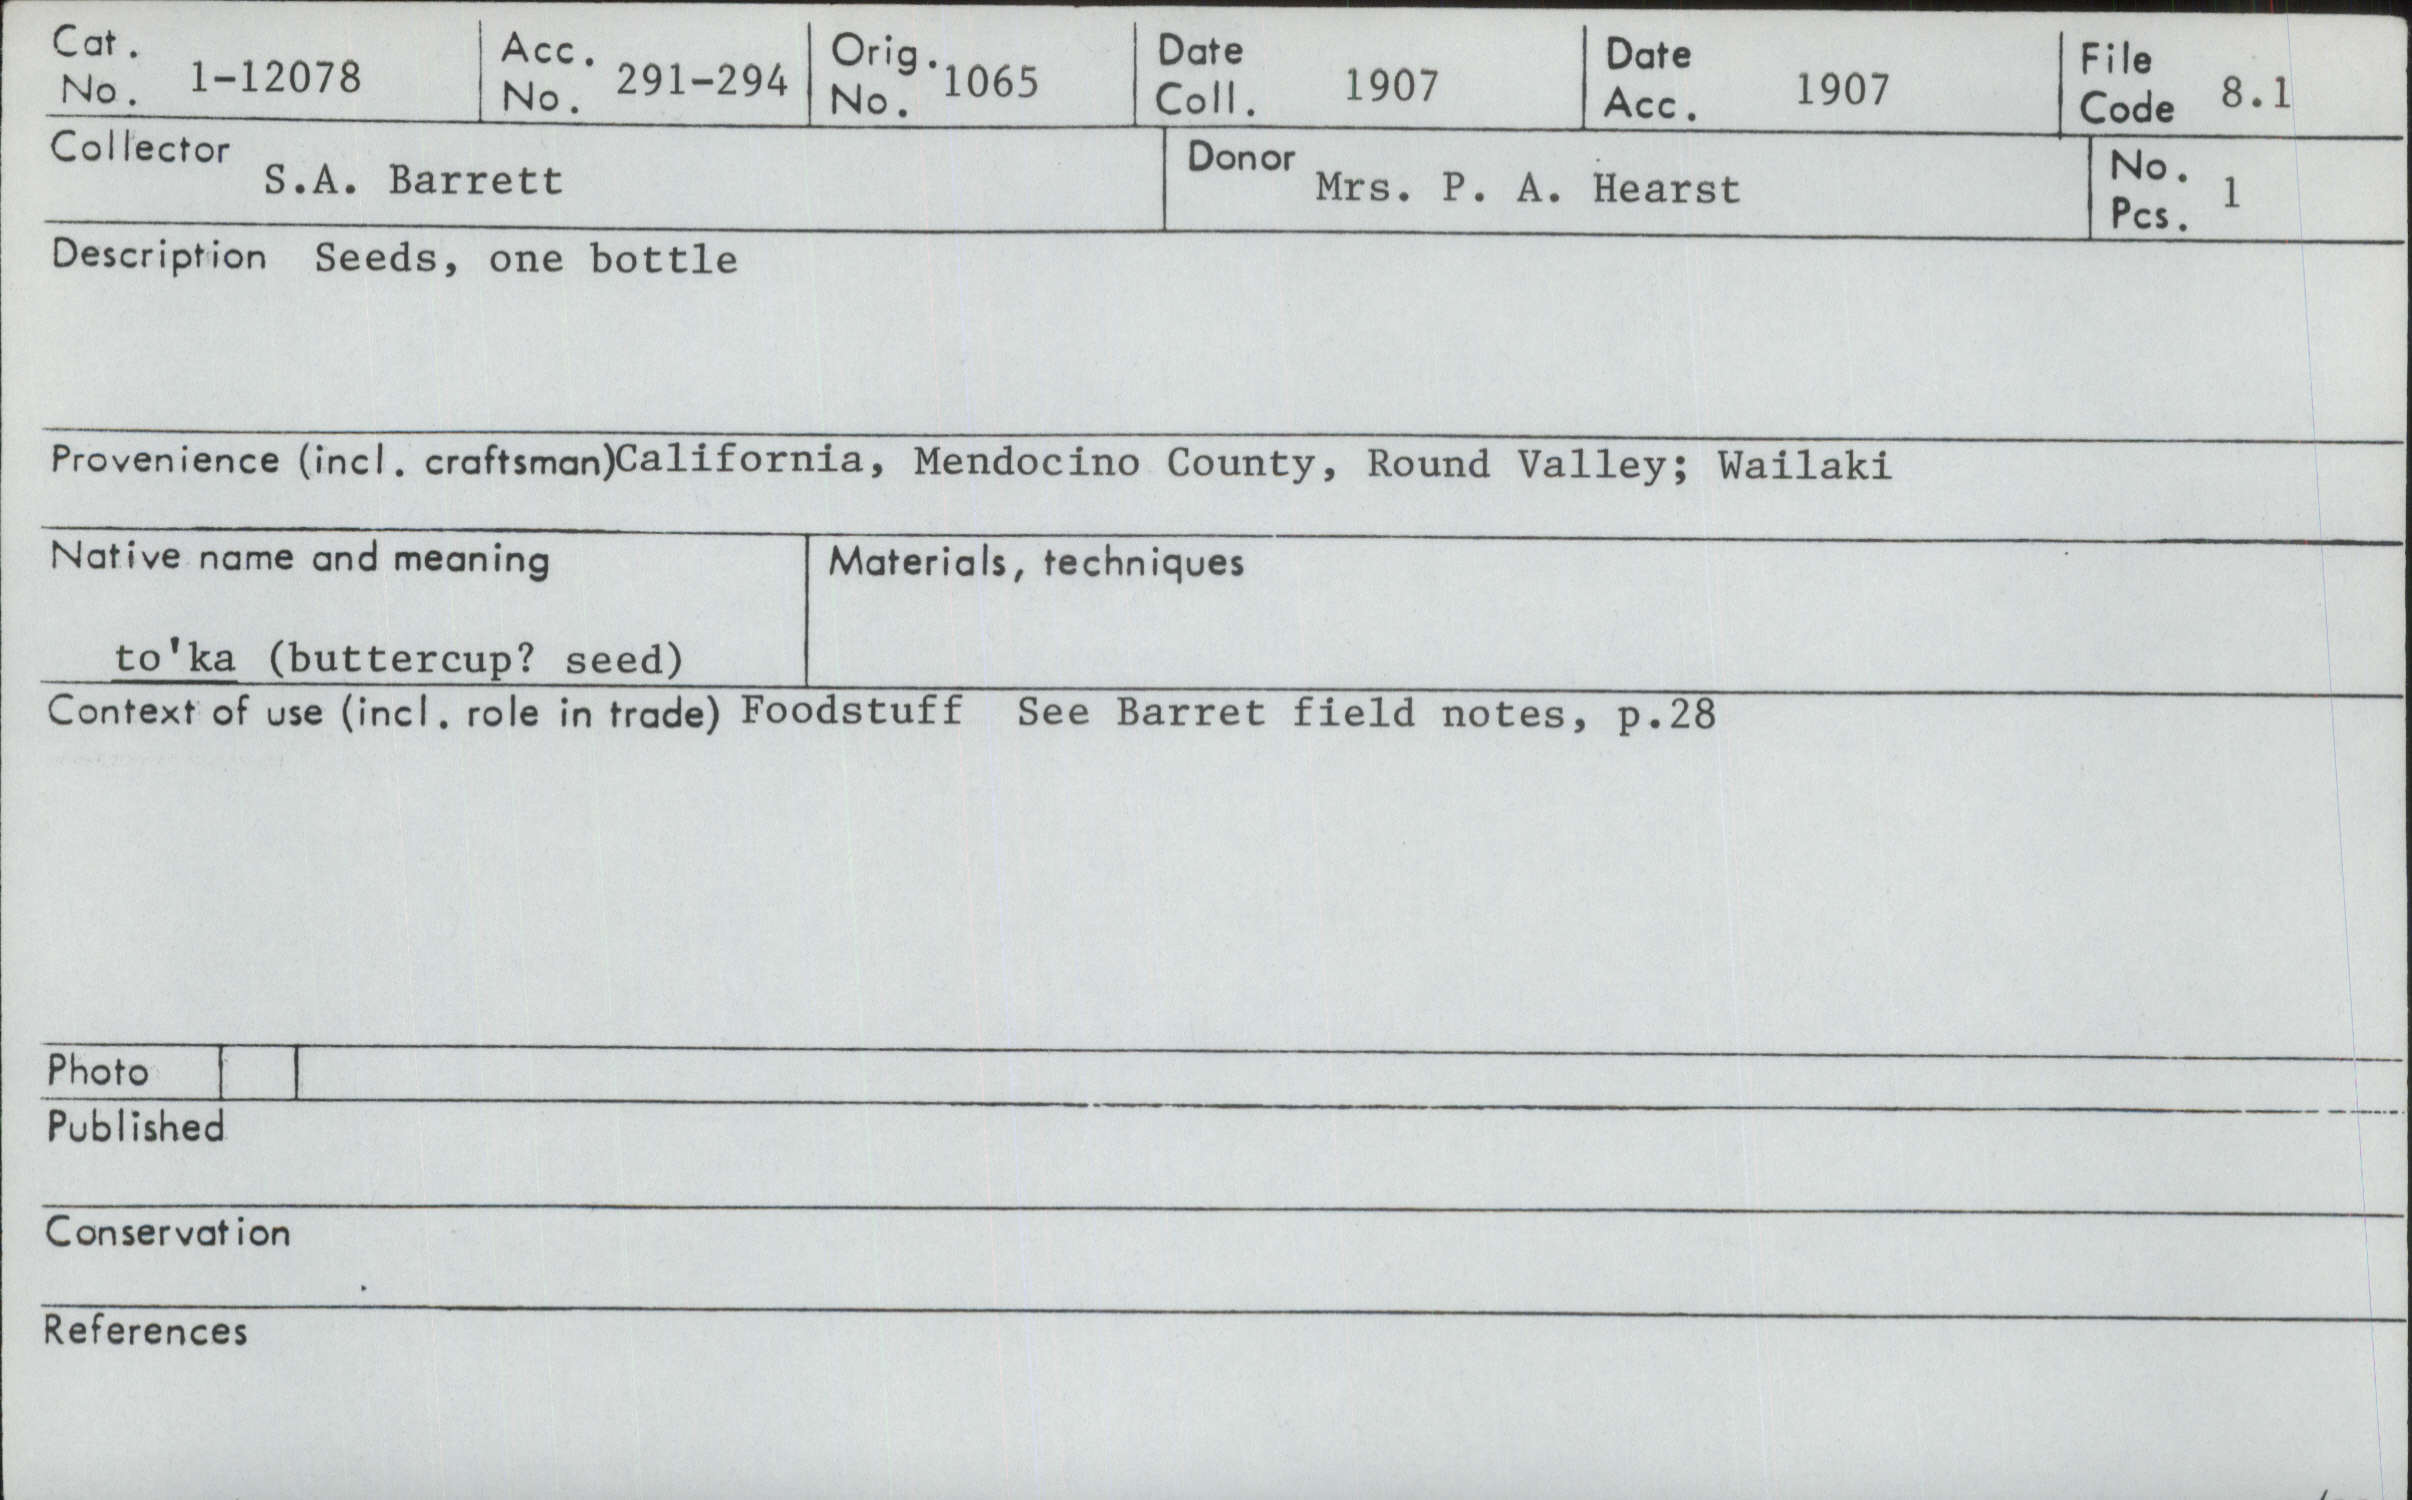 Cat. No. 1-12078 Acc. No. 291-294 Orig. No. 1065 Date Coll. 1907 Date Acc. 1907 File Code 8.1
Collector S.A. Barrett Donor Mrs. P. A. Hearst No. Pcs. 1
Description Seeds, one bottle
Provenience (incl. craftsman) California, Mendocino County, Round Valley; Wailaki
Native name and meaning Materials, techniques
to'ka (buttercup? seed)
Context of use (incl. role in trade) Foodstuff See Barret field notes, p.28
Photo
Published
Conservation
References